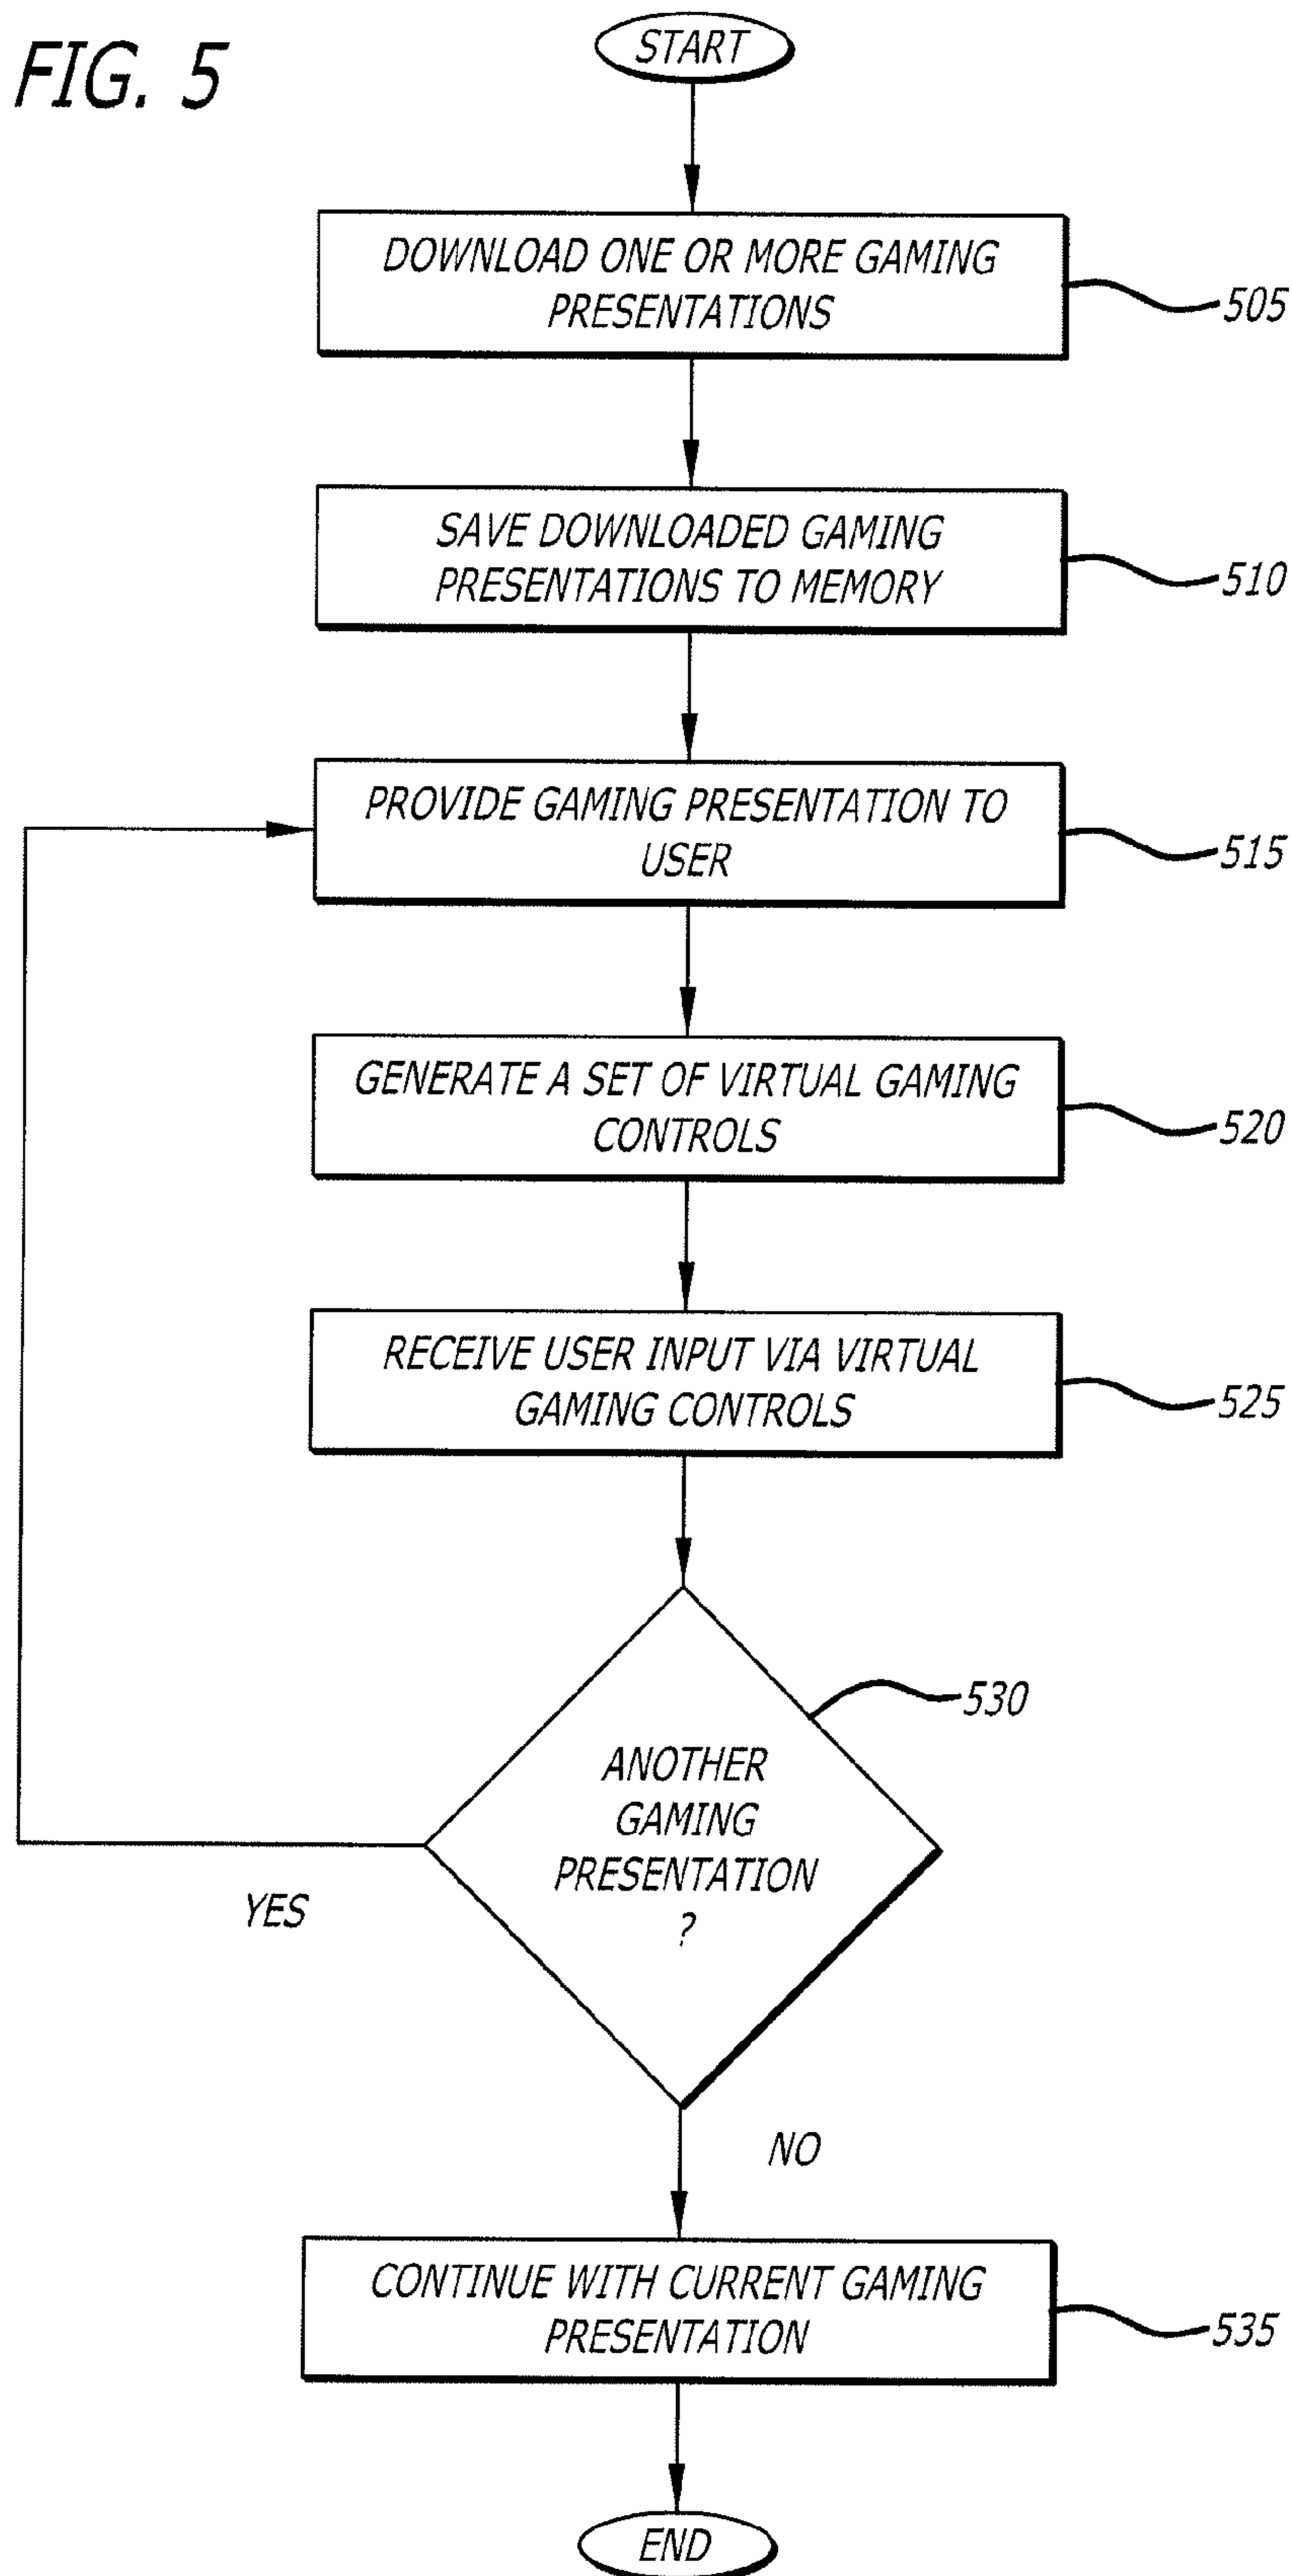 FIG. 5
START
DOWNLOAD ONE OR MORE GAMING
PRESENTATIONS
505
SAVE DOWNLOADED GAMING
PRESENTATIONS TO MEMORY
510
PROVIDE GAMING PRESENTATION TO
USER
515
GENERATE A SET OF VIRTUAL GAMING
CONTROLS
520
RECEIVE USER INPUT VIA VIRTUAL
GAMING CONTROLS
525
530
ANOTHER
GAMING
PRESENTATION
?
YES
NO
CONTINUE WITH CURRENT GAMING
PRESENTATION
535
END